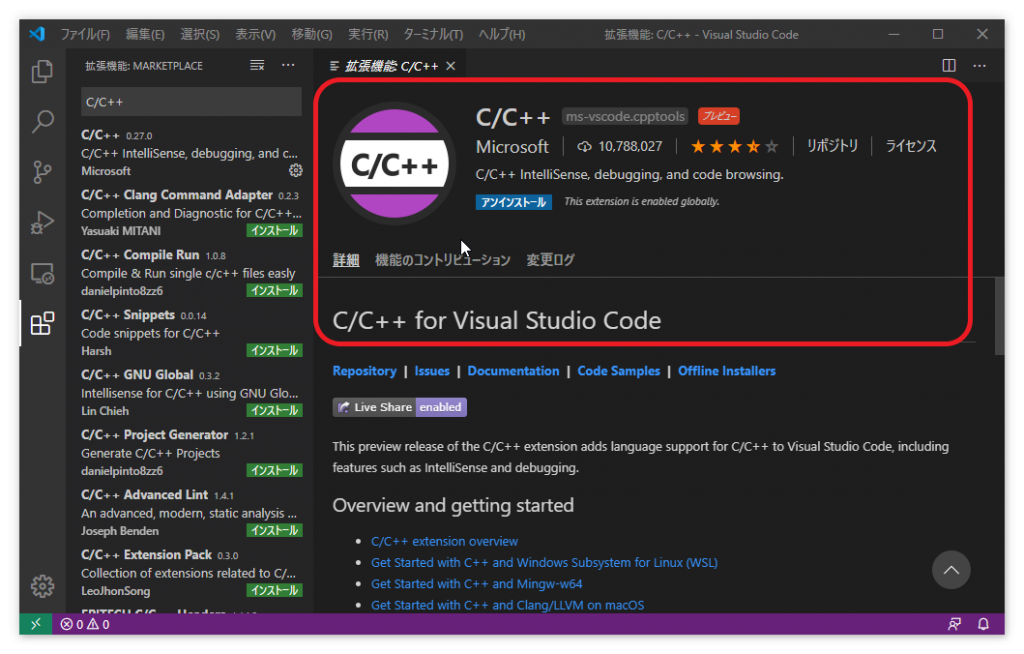 ファイル(F) 編集(E) 選択(S) 表示(V) 移動(G) 実行(R) ターミナル(T) ヘルプ(H) 拡張機能: C/C++ - Visual Studio Code
拡張機能: MARKETPLACE
C/C++
C/C++ 0.27.0
C/C++ IntelliSense, debugging, and c...
Microsoft
C/C++ Clang Command Adapter 0.2.3
Completion and Diagnostic for C/C++...
Yasuaki MITANI インストール
C/C++ Compile Run 1.0.8
Compile & Run single c/c++ files easly
danielpinto8zz6 インストール
C/C++ Snippets 0.0.14
Code snippets for C/C++
Harsh インストール
C/C++ GNU Global 0.3.2
Intellisense for C/C++ using GNU Glo...
Lin Chieh インストール
C/C++ Project Generator 1.2.1
Generate C/C++ Projects
danielpinto8zz6 インストール
C/C++ Advanced Lint 1.4.1
An advanced, modern, static analysis ...
Joseph Benden インストール
C/C++ Extension Pack 0.3.0
Collection of extensions related to C/...
LeoJhonSong インストール
拡張機能: C/C++
C/C++
C/C++ ms-vscode.cpptools プレビュー
Microsoft 10,788,027 リポジトリ ライセンス
C/C++ IntelliSense, debugging, and code browsing.
アンインストール This extension is enabled globally.
詳細 機能のコントリビューション 変更ログ
C/C++ for Visual Studio Code
Repository | Issues | Documentation | Code Samples | Offline Installers
Live Share enabled
This preview release of the C/C++ extension adds language support for C/C++ to Visual Studio Code, including
features such as IntelliSense and debugging.
Overview and getting started
C/C++ extension overview
Get Started with C++ and Windows Subsystem for Linux (WSL)
Get Started with C++ and Mingw-w64
Get Started with C++ and Clang/LLVM on macOS
0 0